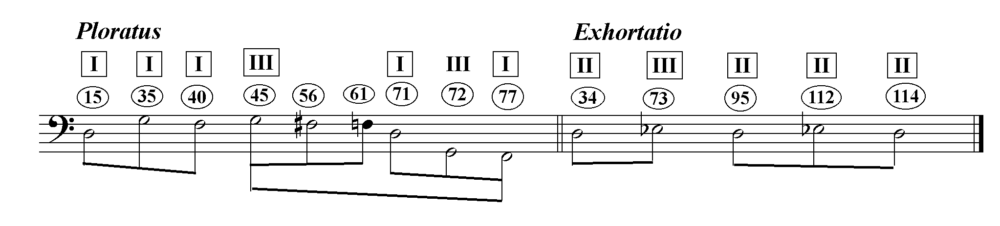 Ploratus Exhortatio
I I I III I III I II III II II II
15 35 40 45 56 61 71 72 77 34 73 95 112 114